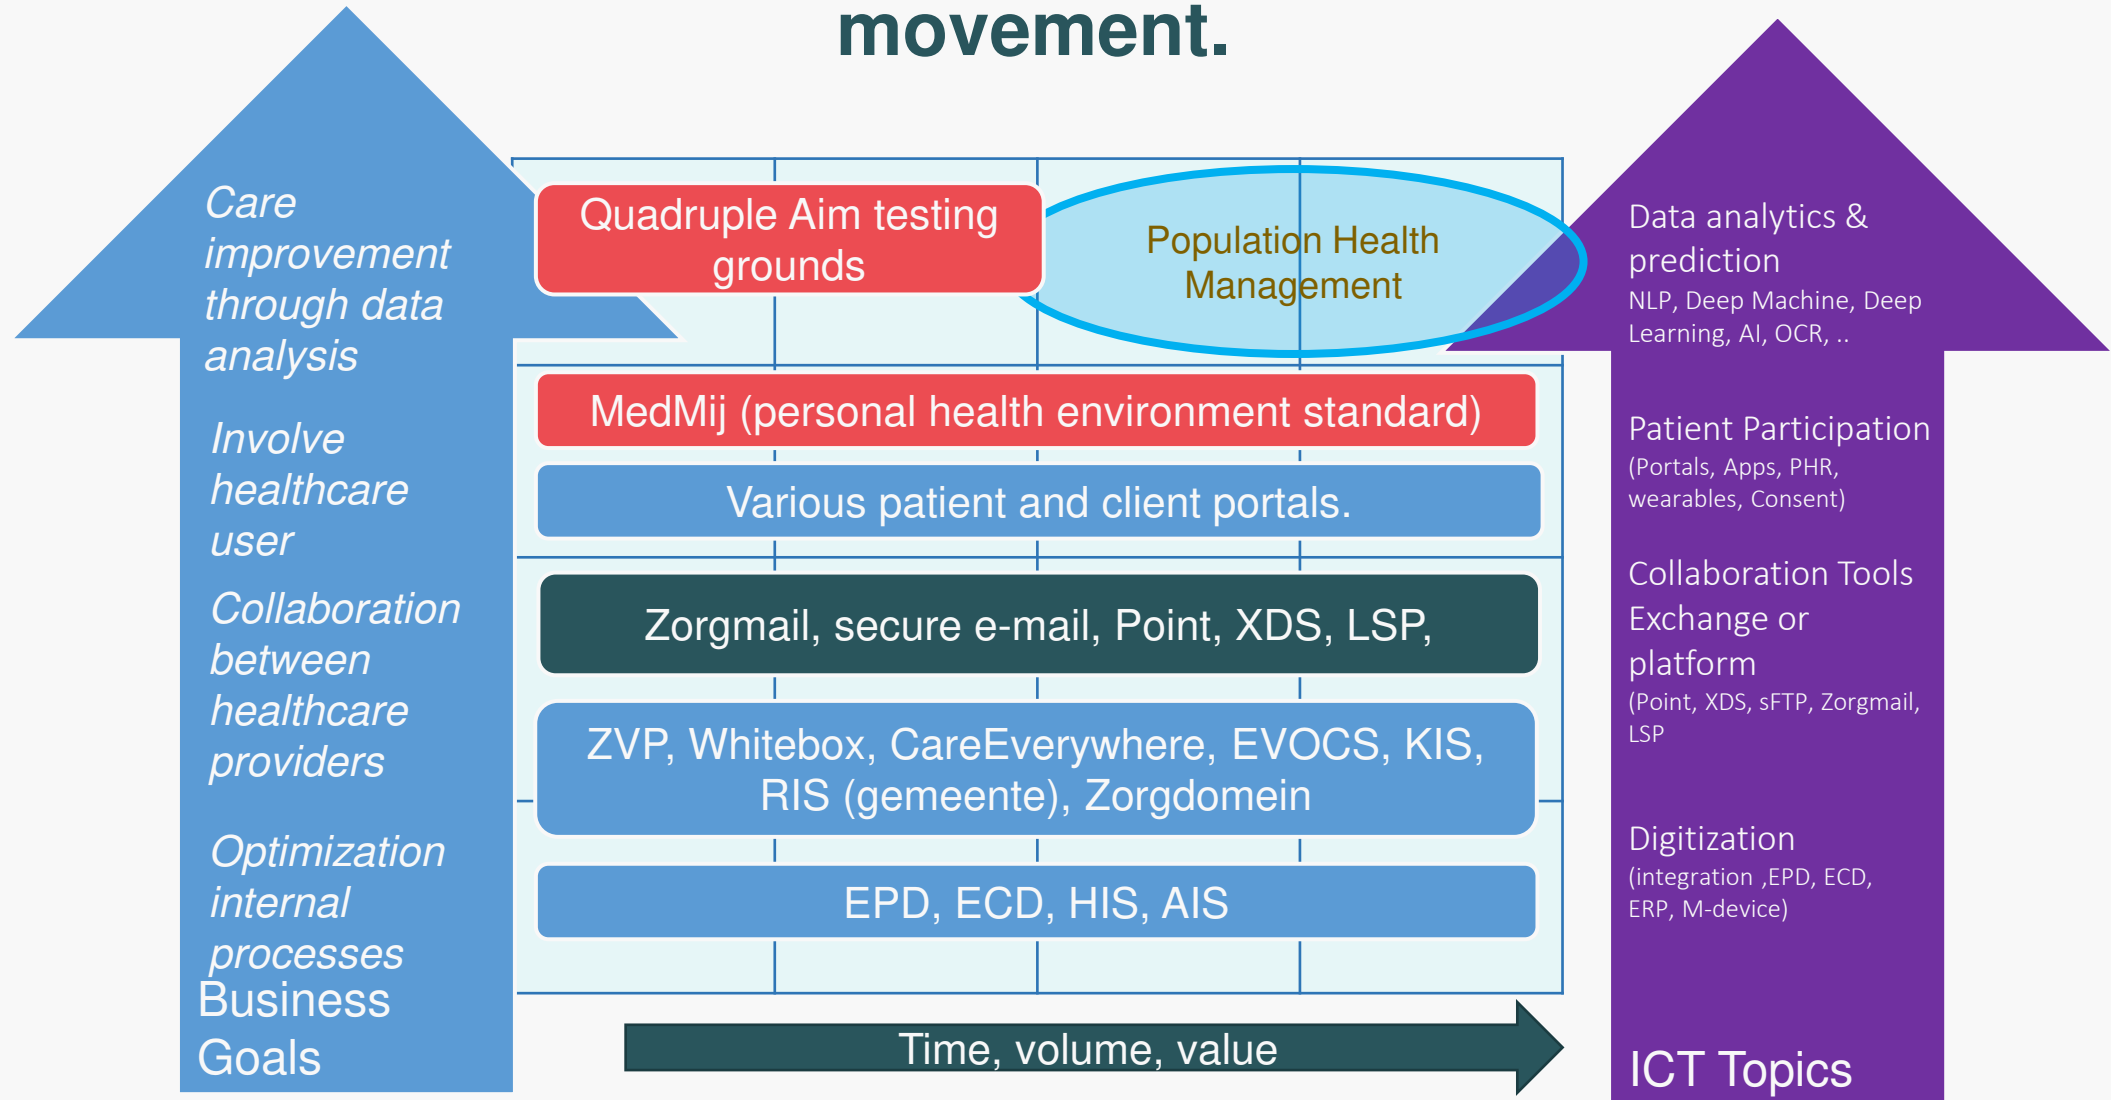 movement.
Care
improvement
through data
analysis
Involve
healthcare
user
Collaboration
between
healthcare
providers
Optimization
internal
processes
Business
Goals
Quadruple Aim testing
grounds
Population Health
Management
MedMij (personal health environment standard)
Various patient and client portals.
Zorgmail, secure e-mail, Point, XDS, LSP,
ZVP, Whitebox, CareEverywhere, EVOCS, KIS,
RIS (gemeente), Zorgdomein
EPD, ECD, HIS, AIS
Time, volume, value
Data analytics &
prediction
NLP, Deep Machine, Deep
Learning, AI, OCR, ..
Patient Participation
(Portals, Apps, PHR,
wearables, Consent)
Collaboration Tools
Exchange or
platform
(Point, XDS, sFTP, Zorgmail,
LSP
Digitization
(integration ,EPD, ECD,
ERP, M-device)
ICT Topics